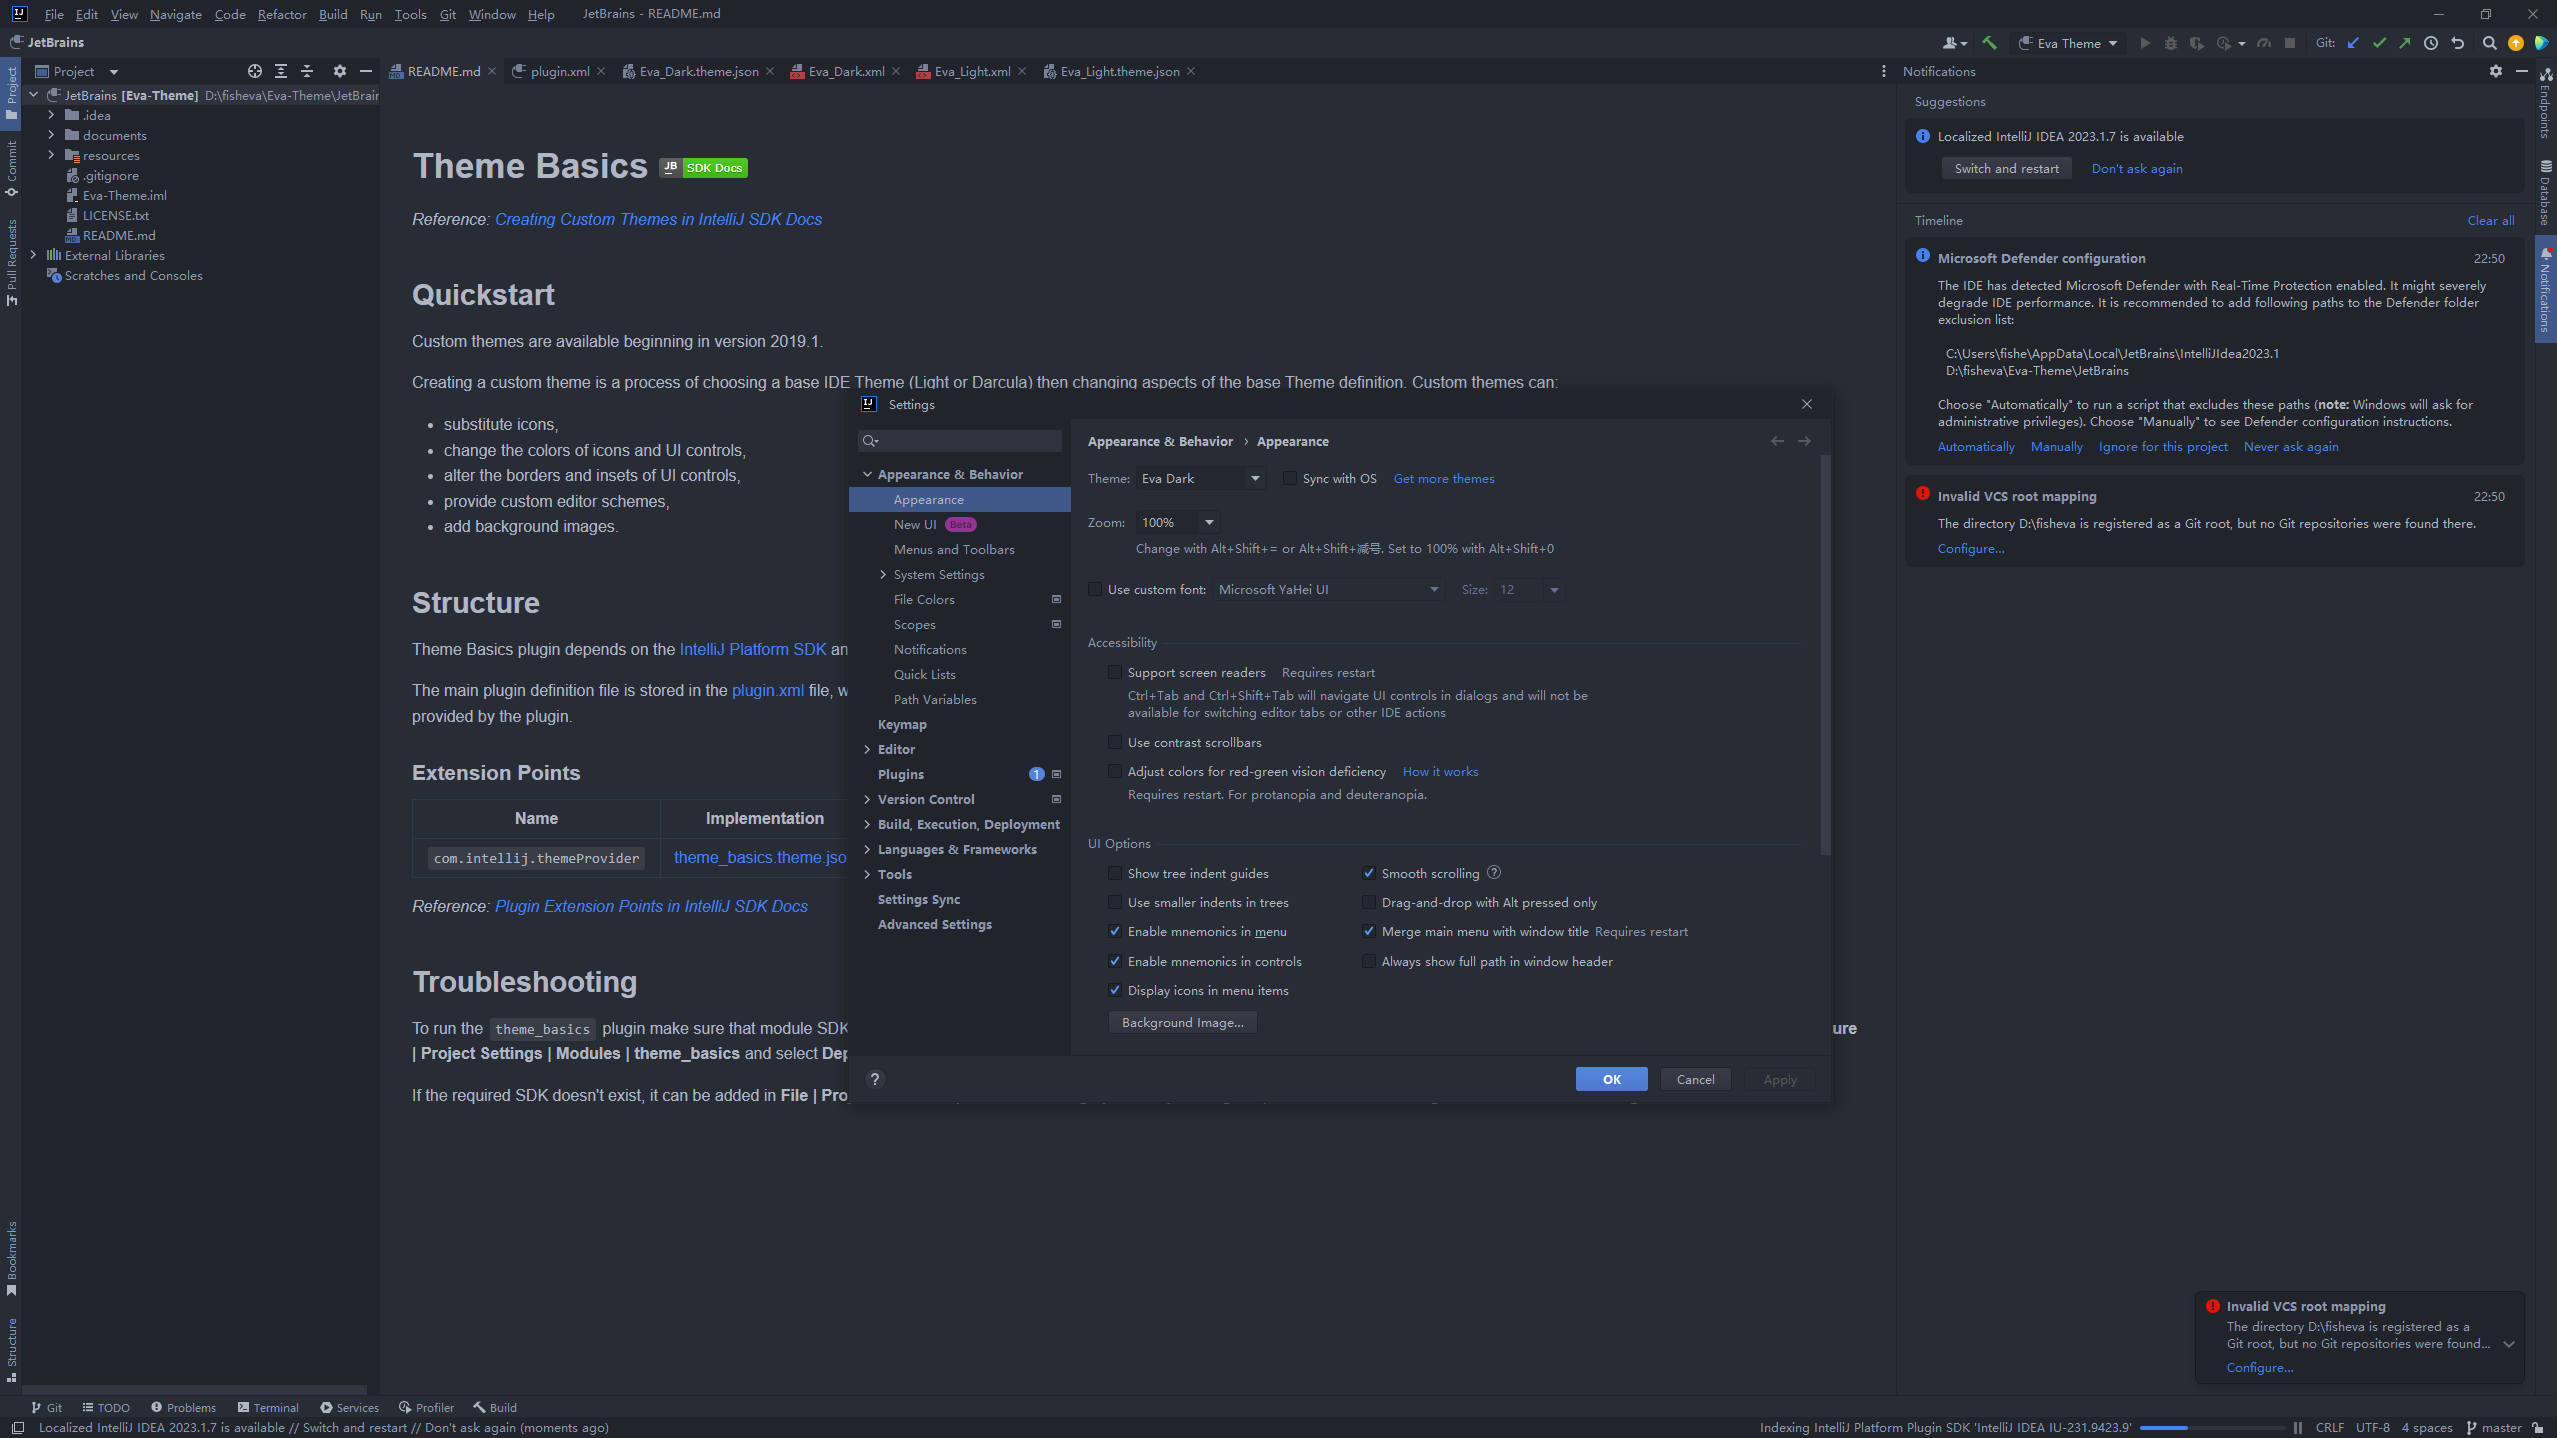 File Edit View Navigate Code Refactor Build Run Tools Git Window Help JetBrains - README.md
JetBrains
Eva Theme
Git:
Project
README.md
plugin.xml
Eva_Dark.theme.json
Eva_Dark.xml
Eva_Light.xml
Eva_Light.theme.json
Notifications
Project
Commit
Pull Requests
Bookmarks
Structure
JetBrains [Eva-Theme] D:\fisheva\Eva-Theme\JetBrain
.idea
documents
resources
.gitignore
Eva-Theme.iml
LICENSE.txt
README.md
External Libraries
Scratches and Consoles
Theme Basics JB SDK Docs
Reference: Creating Custom Themes in IntelliJ SDK Docs
Quickstart
Custom themes are available beginning in version 2019.1.
Creating a custom theme is a process of choosing a base IDE Theme (Light or Darcula) then changing aspects of the base Theme definition. Custom themes can:
• substitute icons,
• change the colors of icons and UI controls,
• alter the borders and insets of UI controls,
• provide custom editor schemes,
• add background images.
Structure
Theme Basics plugin depends on the IntelliJ Platform SDK an
The main plugin definition file is stored in the plugin.xml file, w
provided by the plugin.
Extension Points
Name Implementation
com.intellij.themeProvider theme_basics.theme.jso
Reference: Plugin Extension Points in IntelliJ SDK Docs
Troubleshooting
To run the theme_basics plugin make sure that module SDK
ure
| Project Settings | Modules | theme_basics and select Dep
If the required SDK doesn't exist, it can be added in File | Pro
Settings
Appearance & Behavior
Appearance
New UI Beta
Menus and Toolbars
System Settings
File Colors
Scopes
Notifications
Quick Lists
Path Variables
Keymap
Editor
Plugins 1
Version Control
Build, Execution, Deployment
Languages & Frameworks
Tools
Settings Sync
Advanced Settings
Appearance & Behavior › Appearance
Theme: Eva Dark Sync with OS Get more themes
Zoom: 100%
Change with Alt+Shift+= or Alt+Shift+减号. Set to 100% with Alt+Shift+0
Use custom font: Microsoft YaHei UI Size: 12
Accessibility
Support screen readers Requires restart
Ctrl+Tab and Ctrl+Shift+Tab will navigate UI controls in dialogs and will not be
available for switching editor tabs or other IDE actions
Use contrast scrollbars
Adjust colors for red-green vision deficiency How it works
Requires restart. For protanopia and deuteranopia.
UI Options
Show tree indent guides Smooth scrolling ?
Use smaller indents in trees Drag-and-drop with Alt pressed only
Enable mnemonics in menu Merge main menu with window title Requires restart
Enable mnemonics in controls Always show full path in window header
Display icons in menu items
Background Image...
? OK Cancel Apply
Suggestions
Localized IntelliJ IDEA 2023.1.7 is available
Switch and restart Don't ask again
Timeline Clear all
Microsoft Defender configuration 22:50
The IDE has detected Microsoft Defender with Real-Time Protection enabled. It might severely
degrade IDE performance. It is recommended to add following paths to the Defender folder
exclusion list:
C:\Users\fishe\AppData\Local\JetBrains\IntelliJIdea2023.1
D:\fisheva\Eva-Theme\JetBrains
Choose "Automatically" to run a script that excludes these paths (note: Windows will ask for
administrative privileges). Choose "Manually" to see Defender configuration instructions.
Automatically Manually Ignore for this project Never ask again
Invalid VCS root mapping 22:50
The directory D:\fisheva is registered as a Git root, but no Git repositories were found there.
Configure...
Endpoints
Database
Notifications
Invalid VCS root mapping
The directory D:\fisheva is registered as a
Git root, but no Git repositories were found...
Configure...
Git TODO Problems Terminal Services Profiler Build
Localized IntelliJ IDEA 2023.1.7 is available // Switch and restart // Don't ask again (moments ago)
Indexing IntelliJ Platform Plugin SDK 'IntelliJ IDEA IU-231.9423.9' CRLF UTF-8 4 spaces master